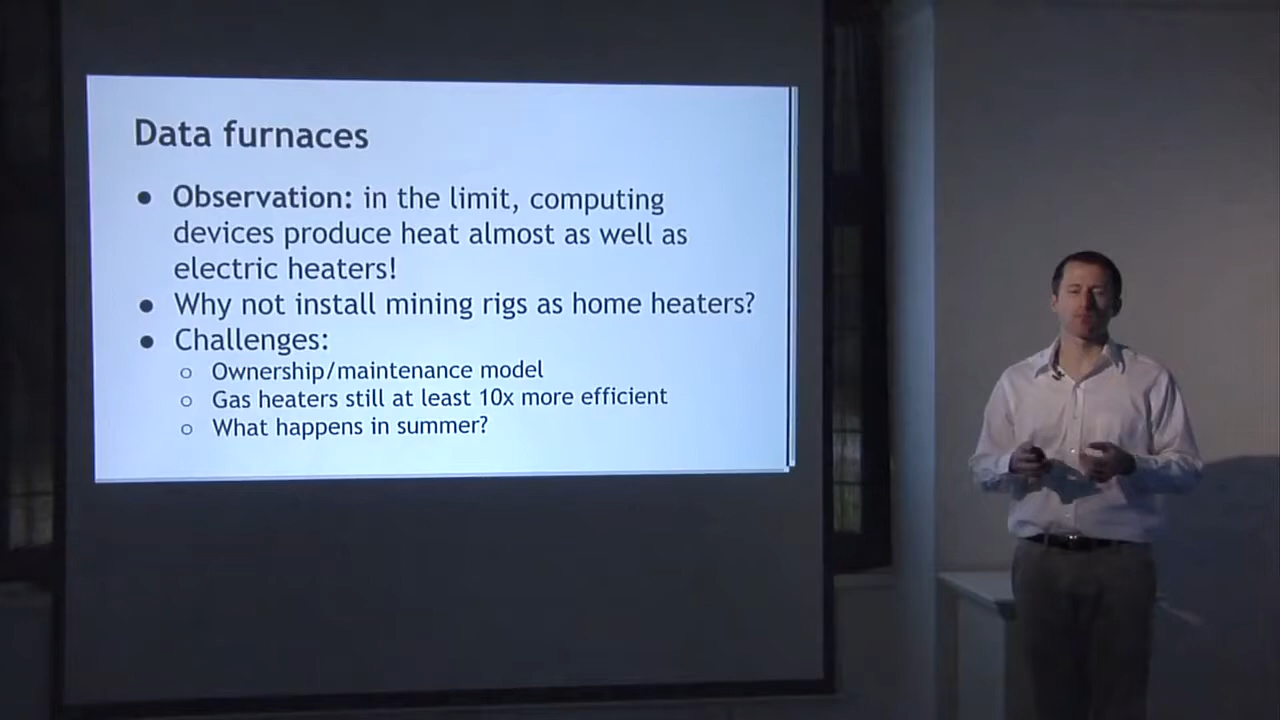 Data furnaces
● Observation: in the limit, computing
devices produce heat almost as well as
electric heaters!
● Why not install mining rigs as home heaters?
● Challenges:
○ Ownership/maintenance model
○ Gas heaters still at least 10x more efficient
○ What happens in summer?